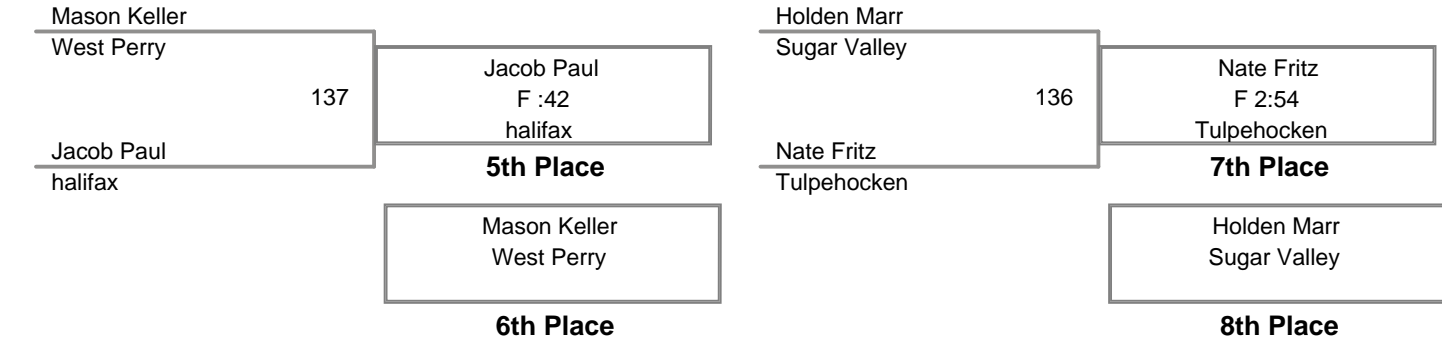 Mason Keller
West Perry
137
Jacob Paul
halifax
Jacob Paul
F :42
halifax
5th Place
Mason Keller
West Perry
6th Place
Holden Marr
Sugar Valley
136
Nate Fritz
Tulpehocken
Nate Fritz
F 2:54
Tulpehocken
7th Place
Holden Marr
Sugar Valley
8th Place